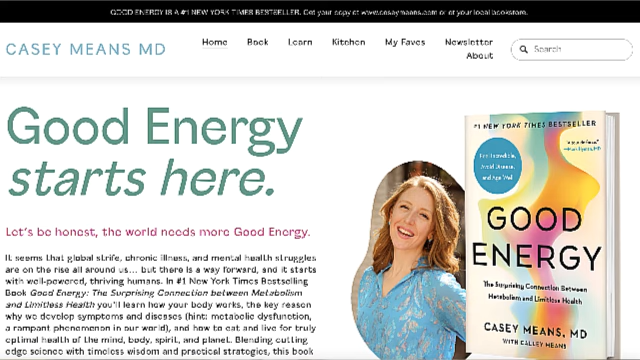 GOOD ENERGY IS A #1 NEW YORK TIMES BESTSELLER. Get your copy at www.caseymeans.com or at your local bookstore.
CASEY MEANS MD
Home Book Learn Kitchen My Faves Newsletter
About
Search
Good Energy
starts here.
Let's be honest, the world needs more Good Energy.
It seems that global strife, chronic illness, and mental health struggles
are on the rise all around us... but there is a way forward, and it starts
with well-powered, thriving humans. In #1 New York Times Bestselling
Book Good Energy: The Surprising Connection between Metabolism
and Limitless Health you'll learn how your body works, the key reason
why we develop symptoms and diseases (hint: metabolic dysfunction,
a rampant phenomenon in our world), and how to eat and live for truly
optimal health of the mind, body, spirit, and planet. Blending cutting
edge science with timeless wisdom and practical strategies, this book
#1 NEW YORK TIMES BESTSELLER
Feel Incredible,
Avoid Disease,
and Age Well
GOOD
ENERGY
The Surprising Connection Between
Metabolism and Limitless Health
CASEY MEANS, MD
WITH CALLEY MEANS